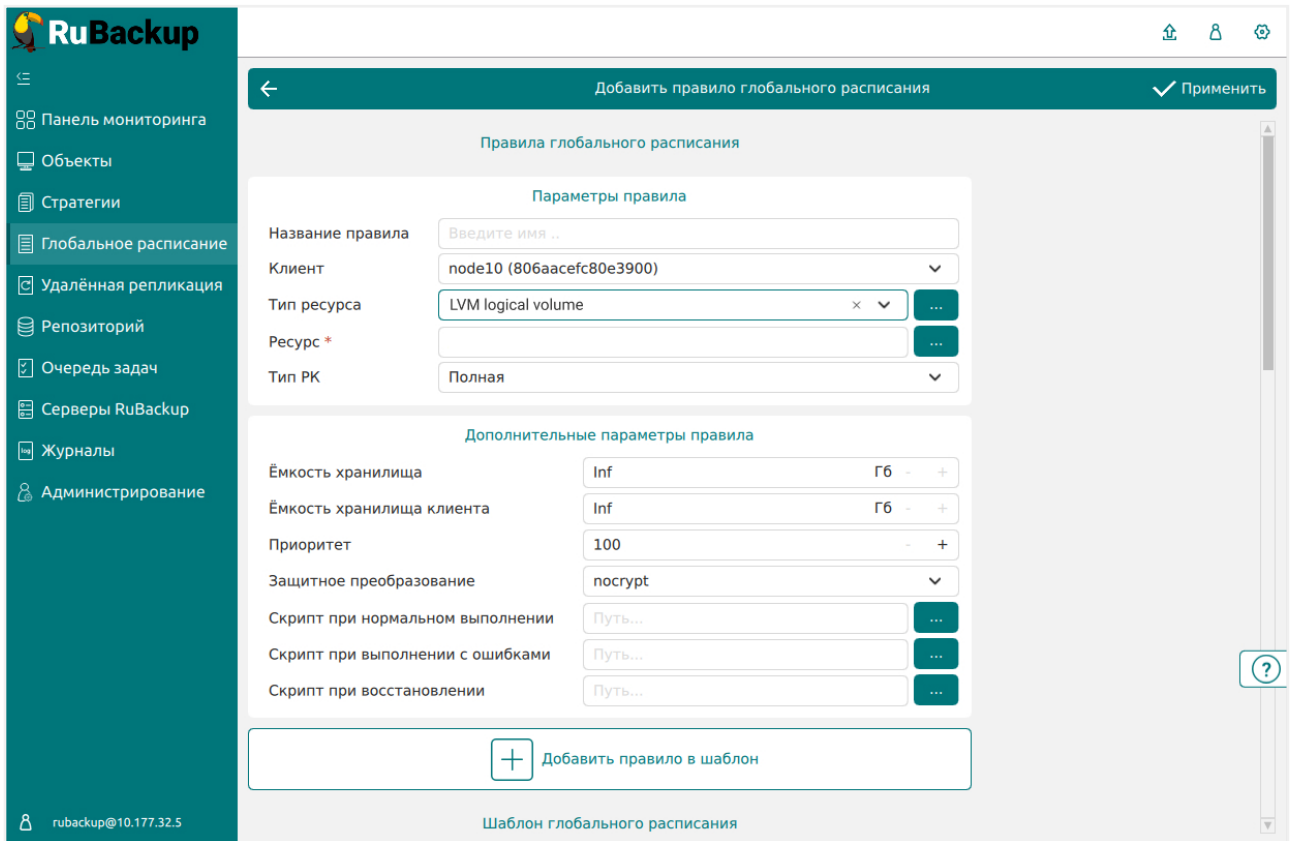 RuBackup
Добавить правило глобального расписания
Применить
Панель мониторинга
Объекты
Стратегии
Глобальное расписание
Удалённая репликация
Репозиторий
Очередь задач
Серверы RuBackup
log Журналы
Администрирование
rubackup@10.177.32.5
Правила глобального расписания
Параметры правила
Название правила Введите имя ..
Клиент node10 (806aacefc80e3900)
Тип ресурса LVM logical volume × ...
Ресурс * ...
Тип РК Полная
Дополнительные параметры правила
Ёмкость хранилища Inf Гб - +
Ёмкость хранилища клиента Inf Гб - +
Приоритет 100 - +
Защитное преобразование nocrypt
Скрипт при нормальном выполнении Путь... ...
Скрипт при выполнении с ошибками Путь... ...
Скрипт при восстановлении Путь... ...
Добавить правило в шаблон
Шаблон глобального расписания
?